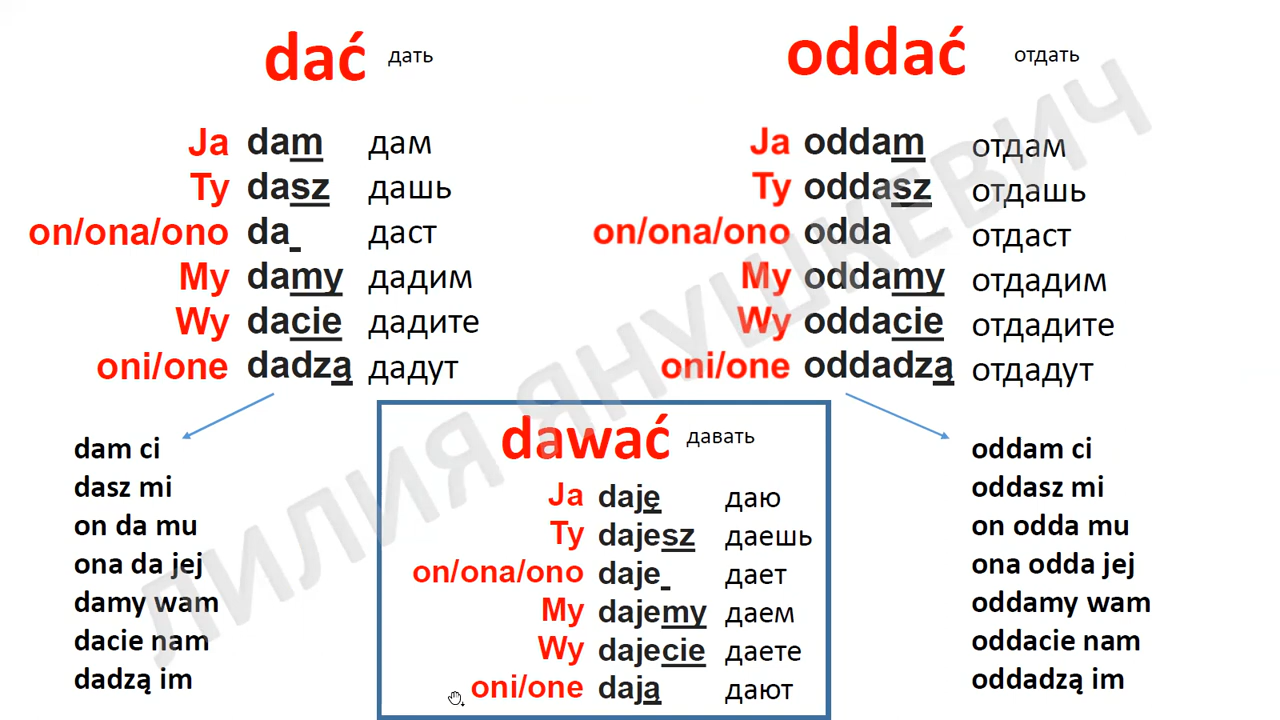 dać дать
Ja dam дам
Ty dasz дашь
on/ona/ono da_ даст
My damy дадим
Wy dacie дадите
oni/one dadzą дадут
dam ci
dasz mi
on da mu
ona da jej
damy wam
dacie nam
dadzą im
oddać отдать
Ja oddam отдам
Ty oddasz отдашь
on/ona/ono odda отдаст
My oddamy отдадим
Wy oddacie отдадите
oni/one oddadzą отдадут
oddam ci
oddasz mi
on odda mu
ona odda jej
oddamy wam
oddacie nam
oddadzą im
dawać давать
Ja daję даю
Ty dajesz даешь
on/ona/ono daje_ дает
My dajemy даем
Wy dajecie даете
oni/one dają дают
ЛИЛИЯ ЯНУШКЕВИЧ